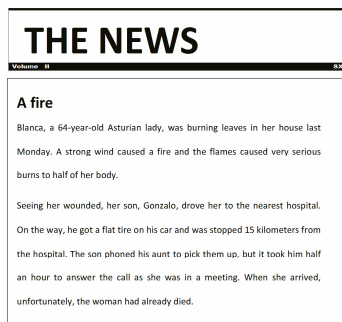 THE NEWS
Volume II SX
A fire
Blanca, a 64-year-old Asturian lady, was burning leaves in her house last
Monday. A strong wind caused a fire and the flames caused very serious
burns to half of her body.
Seeing her wounded, her son, Gonzalo, drove her to the nearest hospital.
On the way, he got a flat tire on his car and was stopped 15 kilometers from
the hospital. The son phoned his aunt to pick them up, but it took him half
an hour to answer the call as she was in a meeting. When she arrived,
unfortunately, the woman had already died.